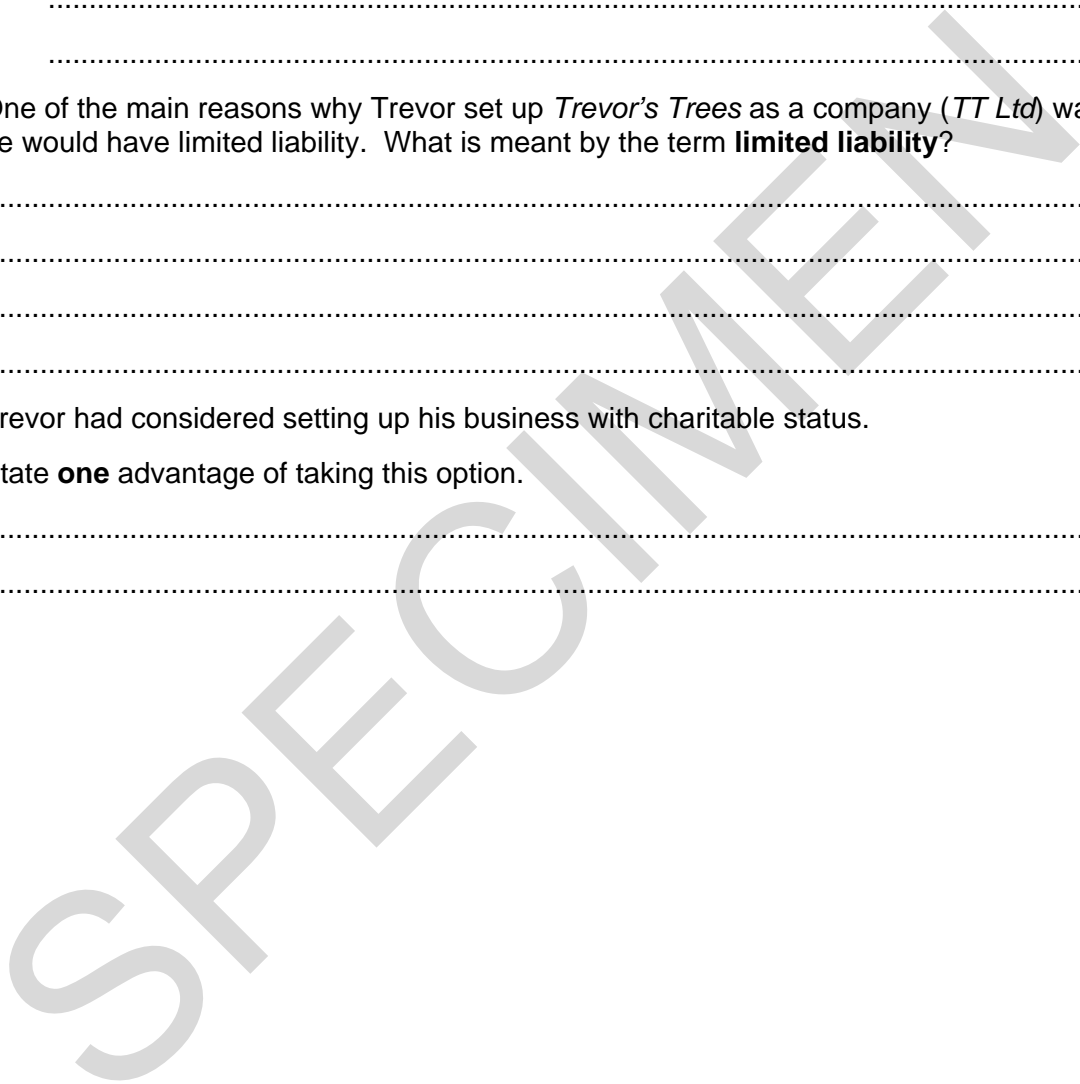 ne of the main reasons why Trevor set up Trevor's Trees as a company (TT Ltd) wa
e would have limited liability. What is meant by the term limited liability?
revor had considered setting up his business with charitable status.
tate one advantage of taking this option.
SPECIMEN